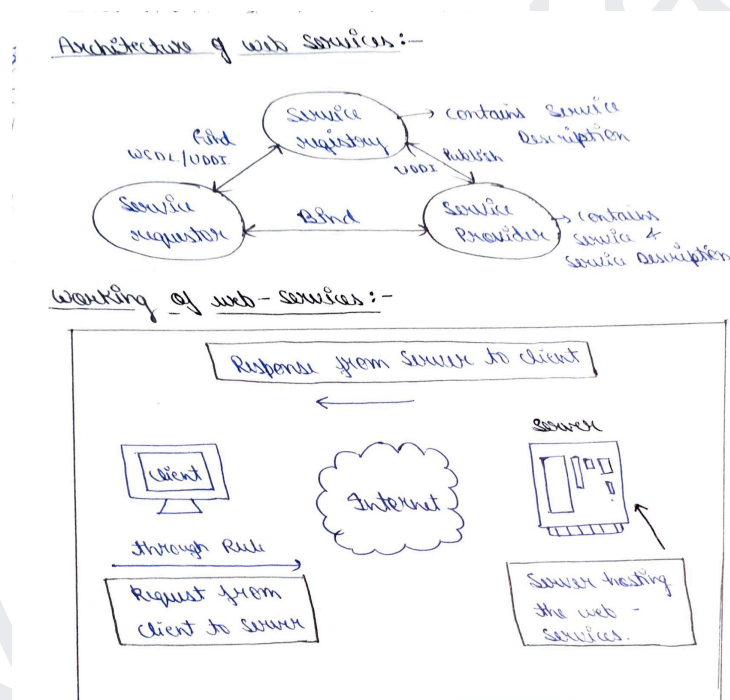 Architecture of web services:-
Service
registry
→ contains Service
Description
Find
WSDL/UDDI
Publish
UDDI
Service
requestor
Bind
Service
Provider
→ contains
service &
Service Description
Working of web-services:-
Response from Server to client
←
Server
Client
Internet
through Rule
→
Request from
Client to server
Server hosting
the web -
services.